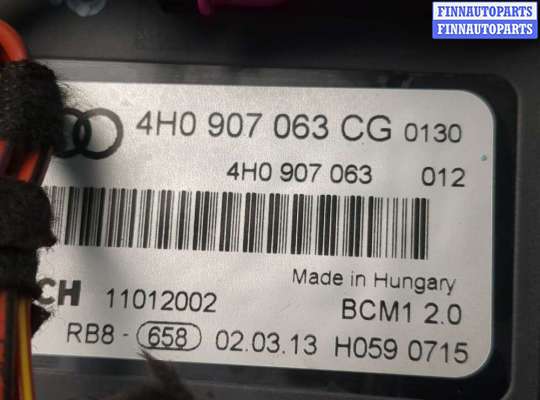 FINNAUTOPARTS
FINNAUTOPARTS
4H0 907 063 CG 0130
4H0 907 063 012
Made in Hungary
CH 11012002 BCM1 2.0
RB8 - 658 02.03.13 H059 0715